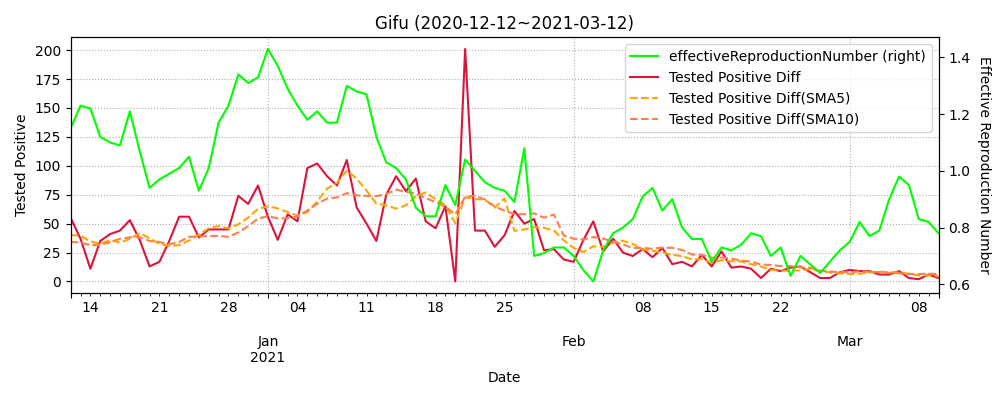 Gifu (2020-12-12~2021-03-12)
effectiveReproductionNumber (right)
Tested Positive Diff
Tested Positive Diff(SMA5)
Tested Positive Diff(SMA10)
Tested Positive
200
175
150
125
100
75
50
25
0
Effective Reproduction Number
1.4
1.2
1.0
0.8
0.6
14 21 28 04 11 18 25 08 15 22 08
Jan Feb Mar
2021
Date